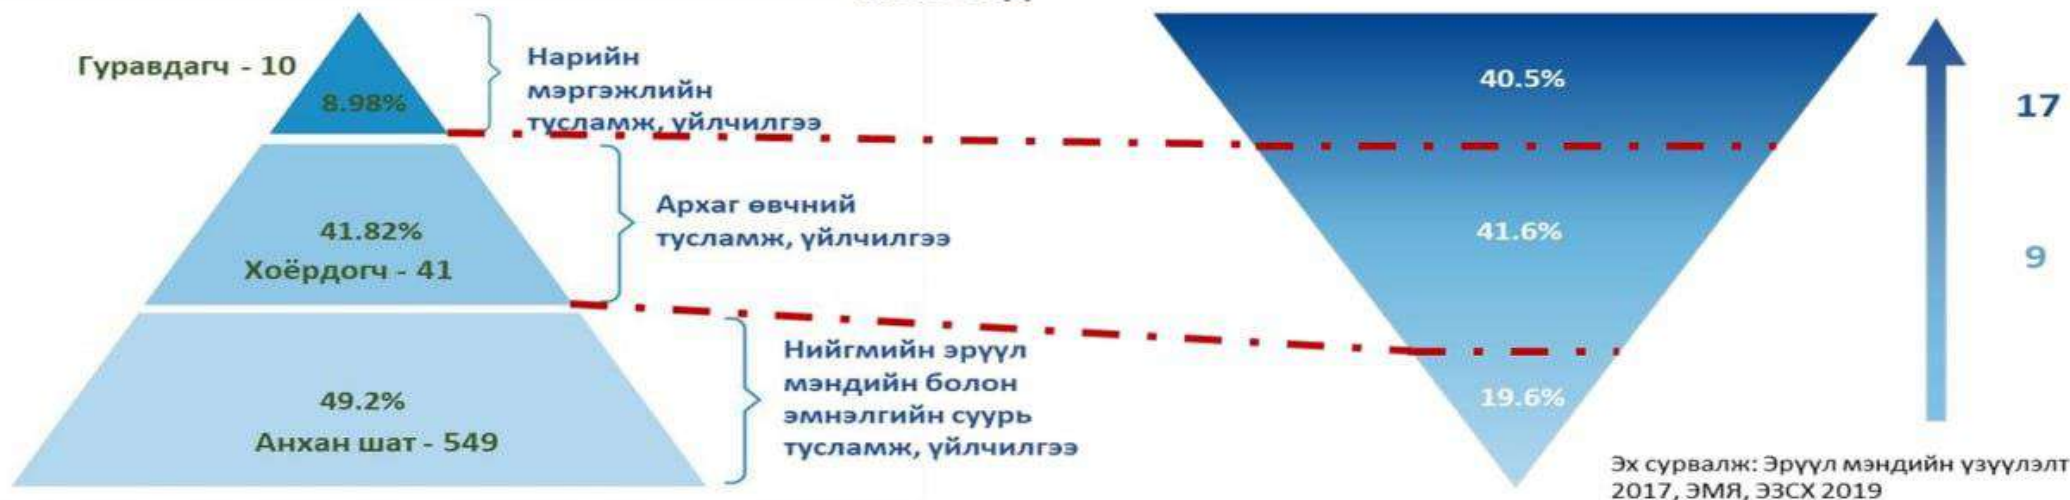 Гуравдагч - 10
8.98%
Нарийн
мэргэжлийн
тусламж, үйлчилгээ
41.82%
Хоёрдогч - 41
Архаг өвчний
тусламж, үйлчилгээ
49.2%
Анхан шат - 549
Нийгмийн эрүүл
мэндийн болон
эмнэлгийн суурь
тусламж, үйлчилгээ
40.5%
41.6%
19.6%
17
9
Эх сурвалж: Эрүүл мэндийн үзүүлэлт
2017, ЭМЯ, ЭЗСХ 2019